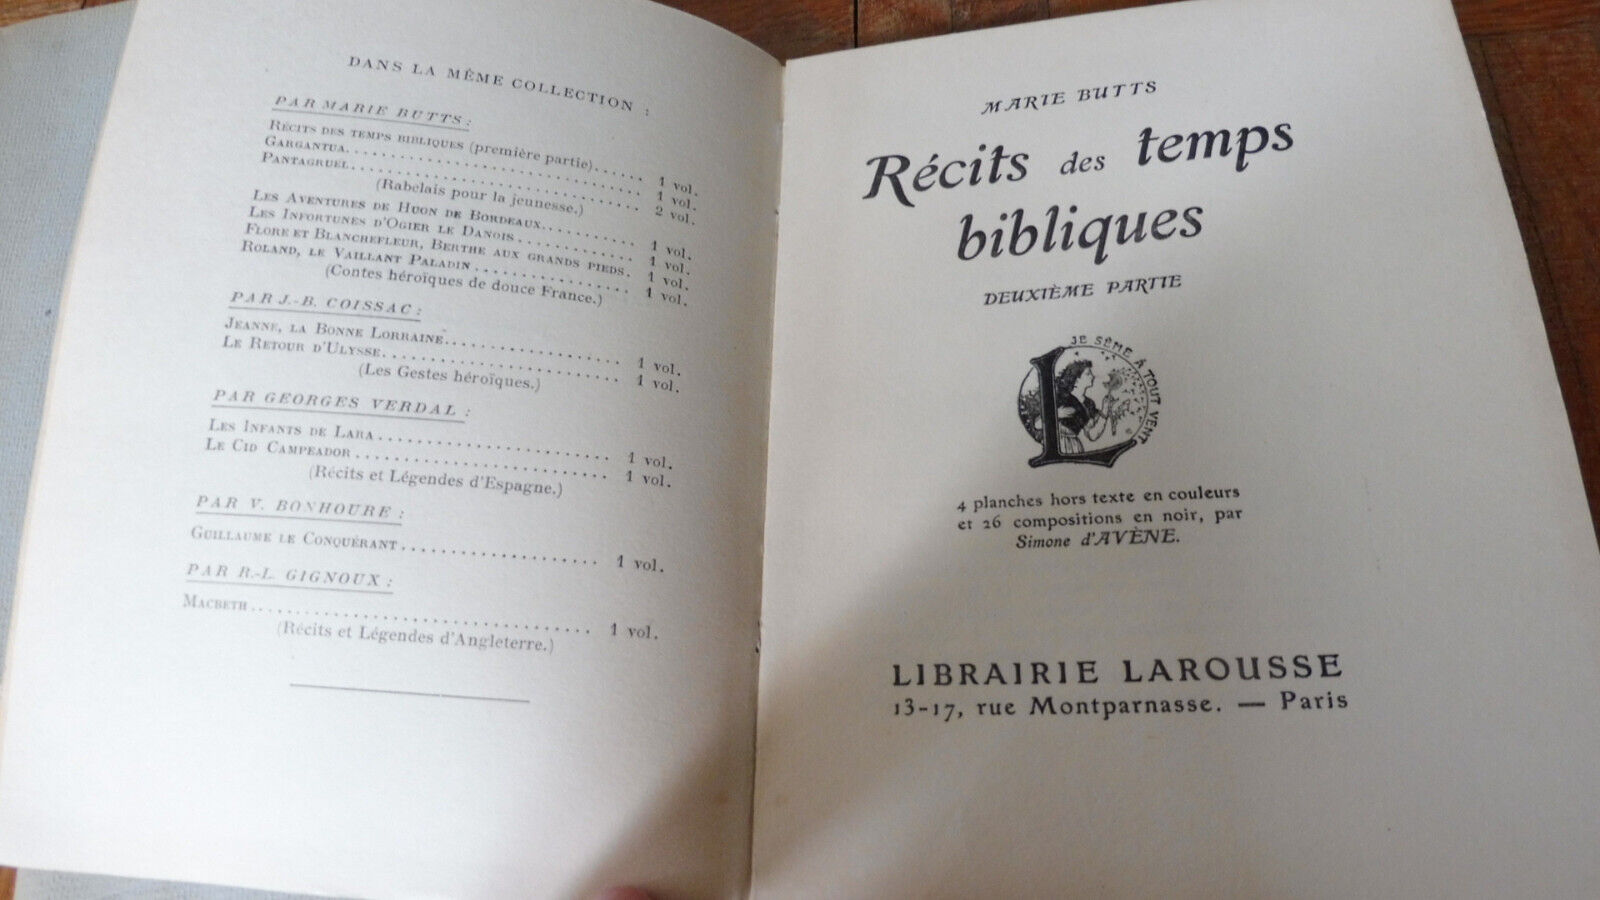 DANS LA MÊME COLLECTION :
PAR MARIE BUTTS :
RÉCITS DES TEMPS BIBLIQUES (première partie)...... 1 vol.
GARGANTUA........................ 1 vol.
PANTAGRUEL........................ 2 vol.
(Rabelais pour la jeunesse.)
LES AVENTURES DE HUON DE BORDEAUX.......... 1 vol.
LES INFORTUNES D'OGIER LE DANOIS............ 1 vol.
FLORE ET BLANCHEFLEUR, BERTHE AUX GRANDS PIEDS. 1 vol.
ROLAND, LE VAILLANT PALADIN............... 1 vol.
(Contes héroïques de douce France.)
PAR J.-B. COISSAC :
JEANNE, LA BONNE LORRAINE................. 1 vol.
LE RETOUR D'ULYSSE....................... 1 vol.
(Les Gestes héroïques.)
PAR GEORGES VERDAL :
LES INFANTS DE LARA..................... 1 vol.
LE CID CAMPEADOR....................... 1 vol.
(Récits et Légendes d'Espagne.)
PAR V. BONHOURE :
GUILLAUME LE CONQUÉRANT.................. 1 vol.
PAR R.-L. GIGNOUX :
MACBETH.............................. 1 vol.
(Récits et Légendes d'Angleterre.)
MARIE BUTTS
Récits des temps
bibliques
DEUXIÈME PARTIE
JE SÈME À TOUT VENT
L
4 planches hors texte en couleurs
et 26 compositions en noir, par
Simone d'AVÈNE.
LIBRAIRIE LAROUSSE
13-17, rue Montparnasse. — Paris